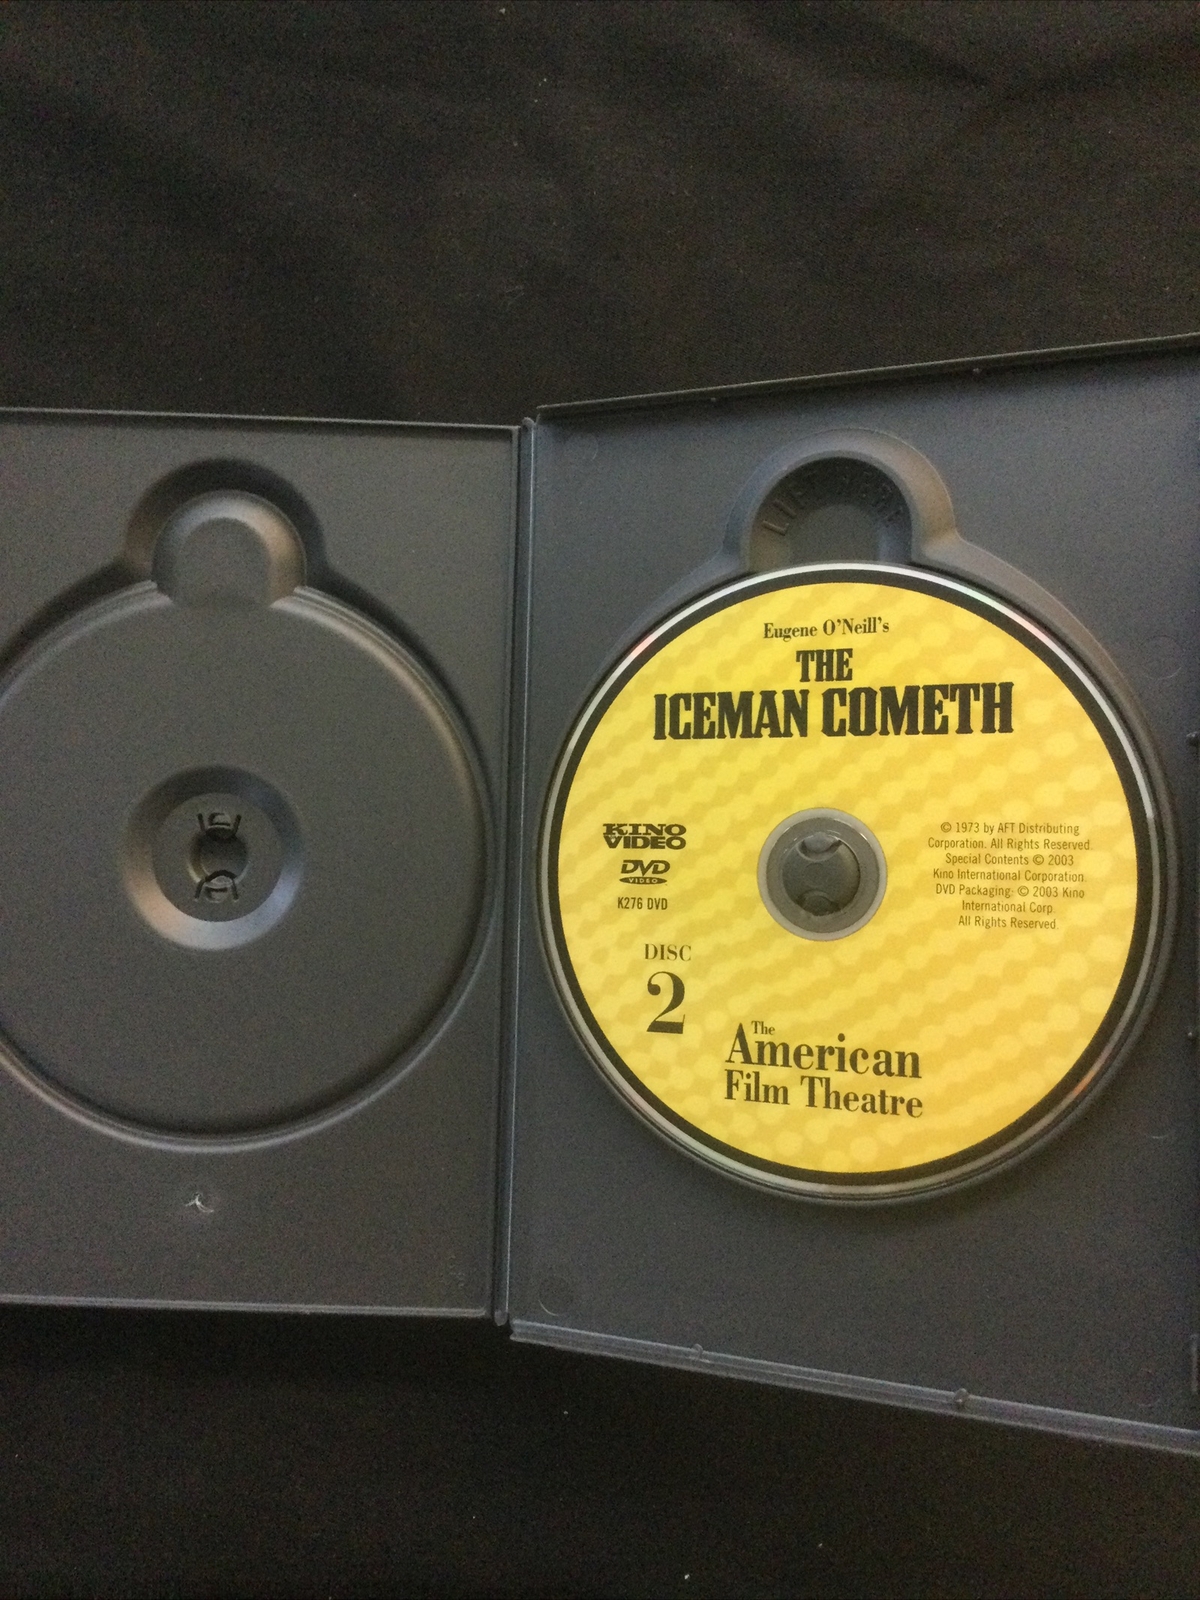 Eugene O'Neill's
THE
ICEMAN COMETH
KINO
VIDEO
DVD
VIDEO
K276 DVD
© 1973 by AFT Distributing
Corporation. All Rights Reserved.
Special Contents © 2003
Kino International Corporation.
DVD Packaging: © 2003 Kino
International Corp.
All Rights Reserved.
DISC
2
The
American
Film Theatre